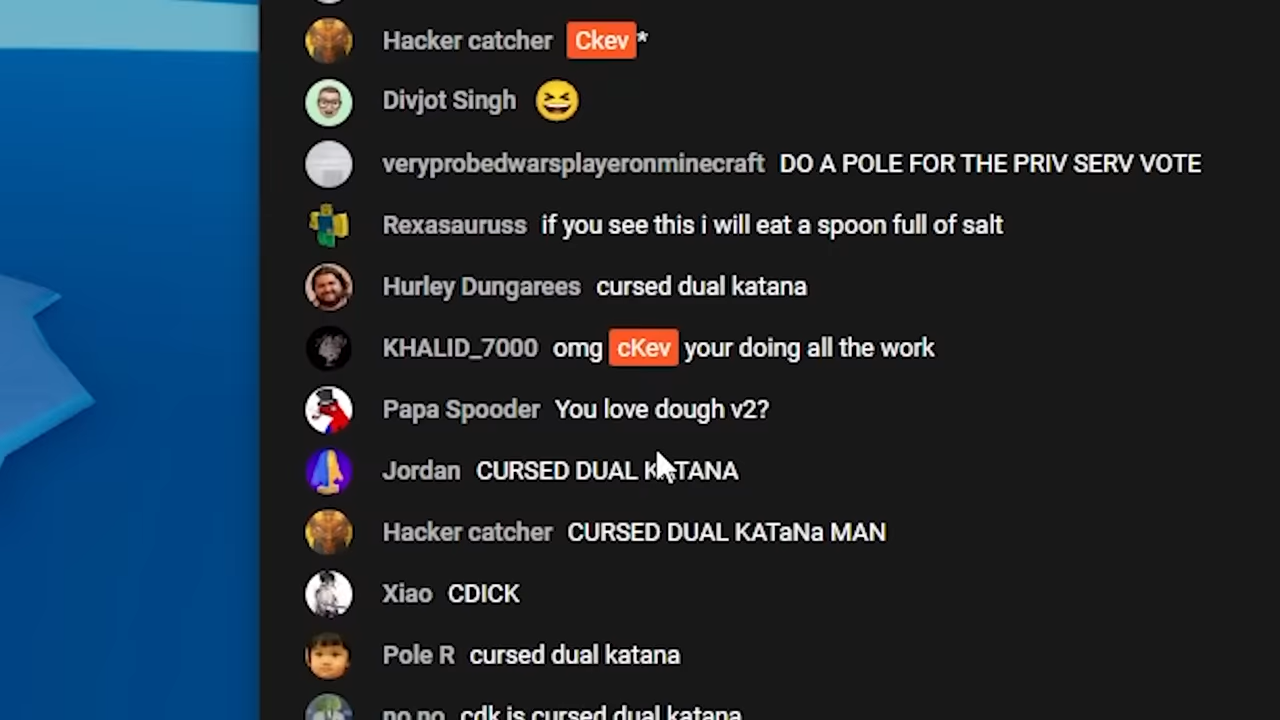 Hacker catcher Ckev*
Divjot Singh 😆
veryprobedwarsplayeronminecraft DO A POLE FOR THE PRIV SERV VOTE
Rexasauruss if you see this i will eat a spoon full of salt
Hurley Dungarees cursed dual katana
KHALID_7000 omg cKev your doing all the work
Papa Spooder You love dough v2?
Jordan CURSED DUAL KATANA
Hacker catcher CURSED DUAL KATaNa MAN
Xiao CDICK
Pole R cursed dual katana
no no cdk is cursed dual katana